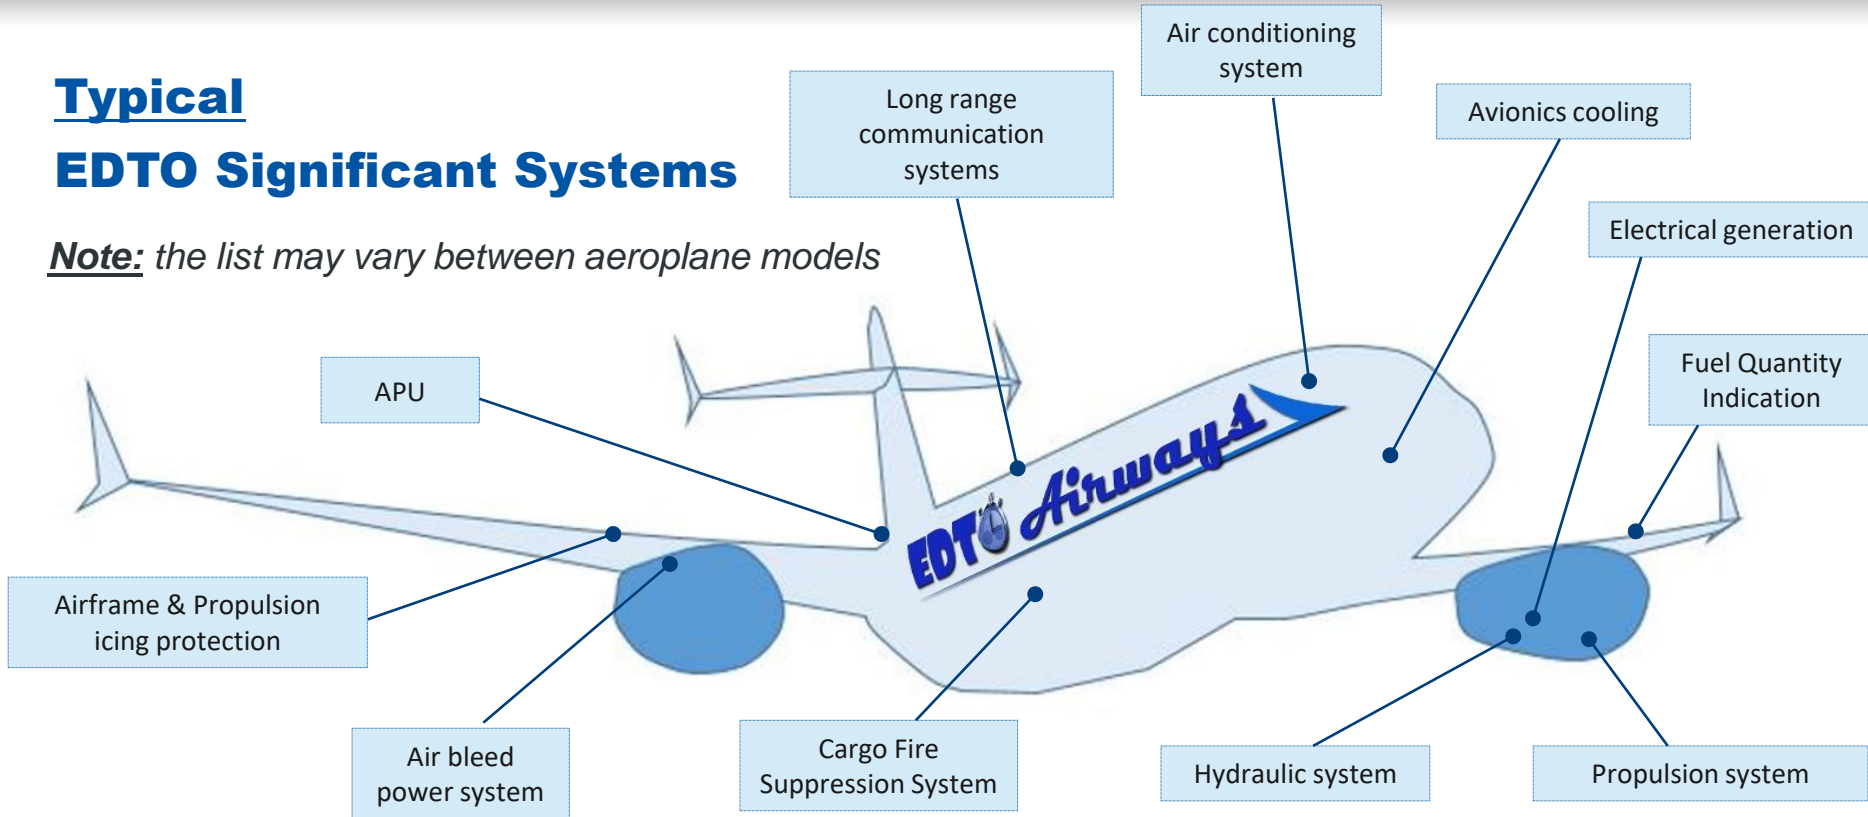 Typical
EDTO Significant Systems
Note: the list may vary between aeroplane models
Long range
communication
systems
Air conditioning
system
Avionics cooling
Electrical generation
Fuel Quantity
Indication
APU
EDTO Airways
Airframe & Propulsion
icing protection
Air bleed
power system
Cargo Fire
Suppression System
Hydraulic system
Propulsion system